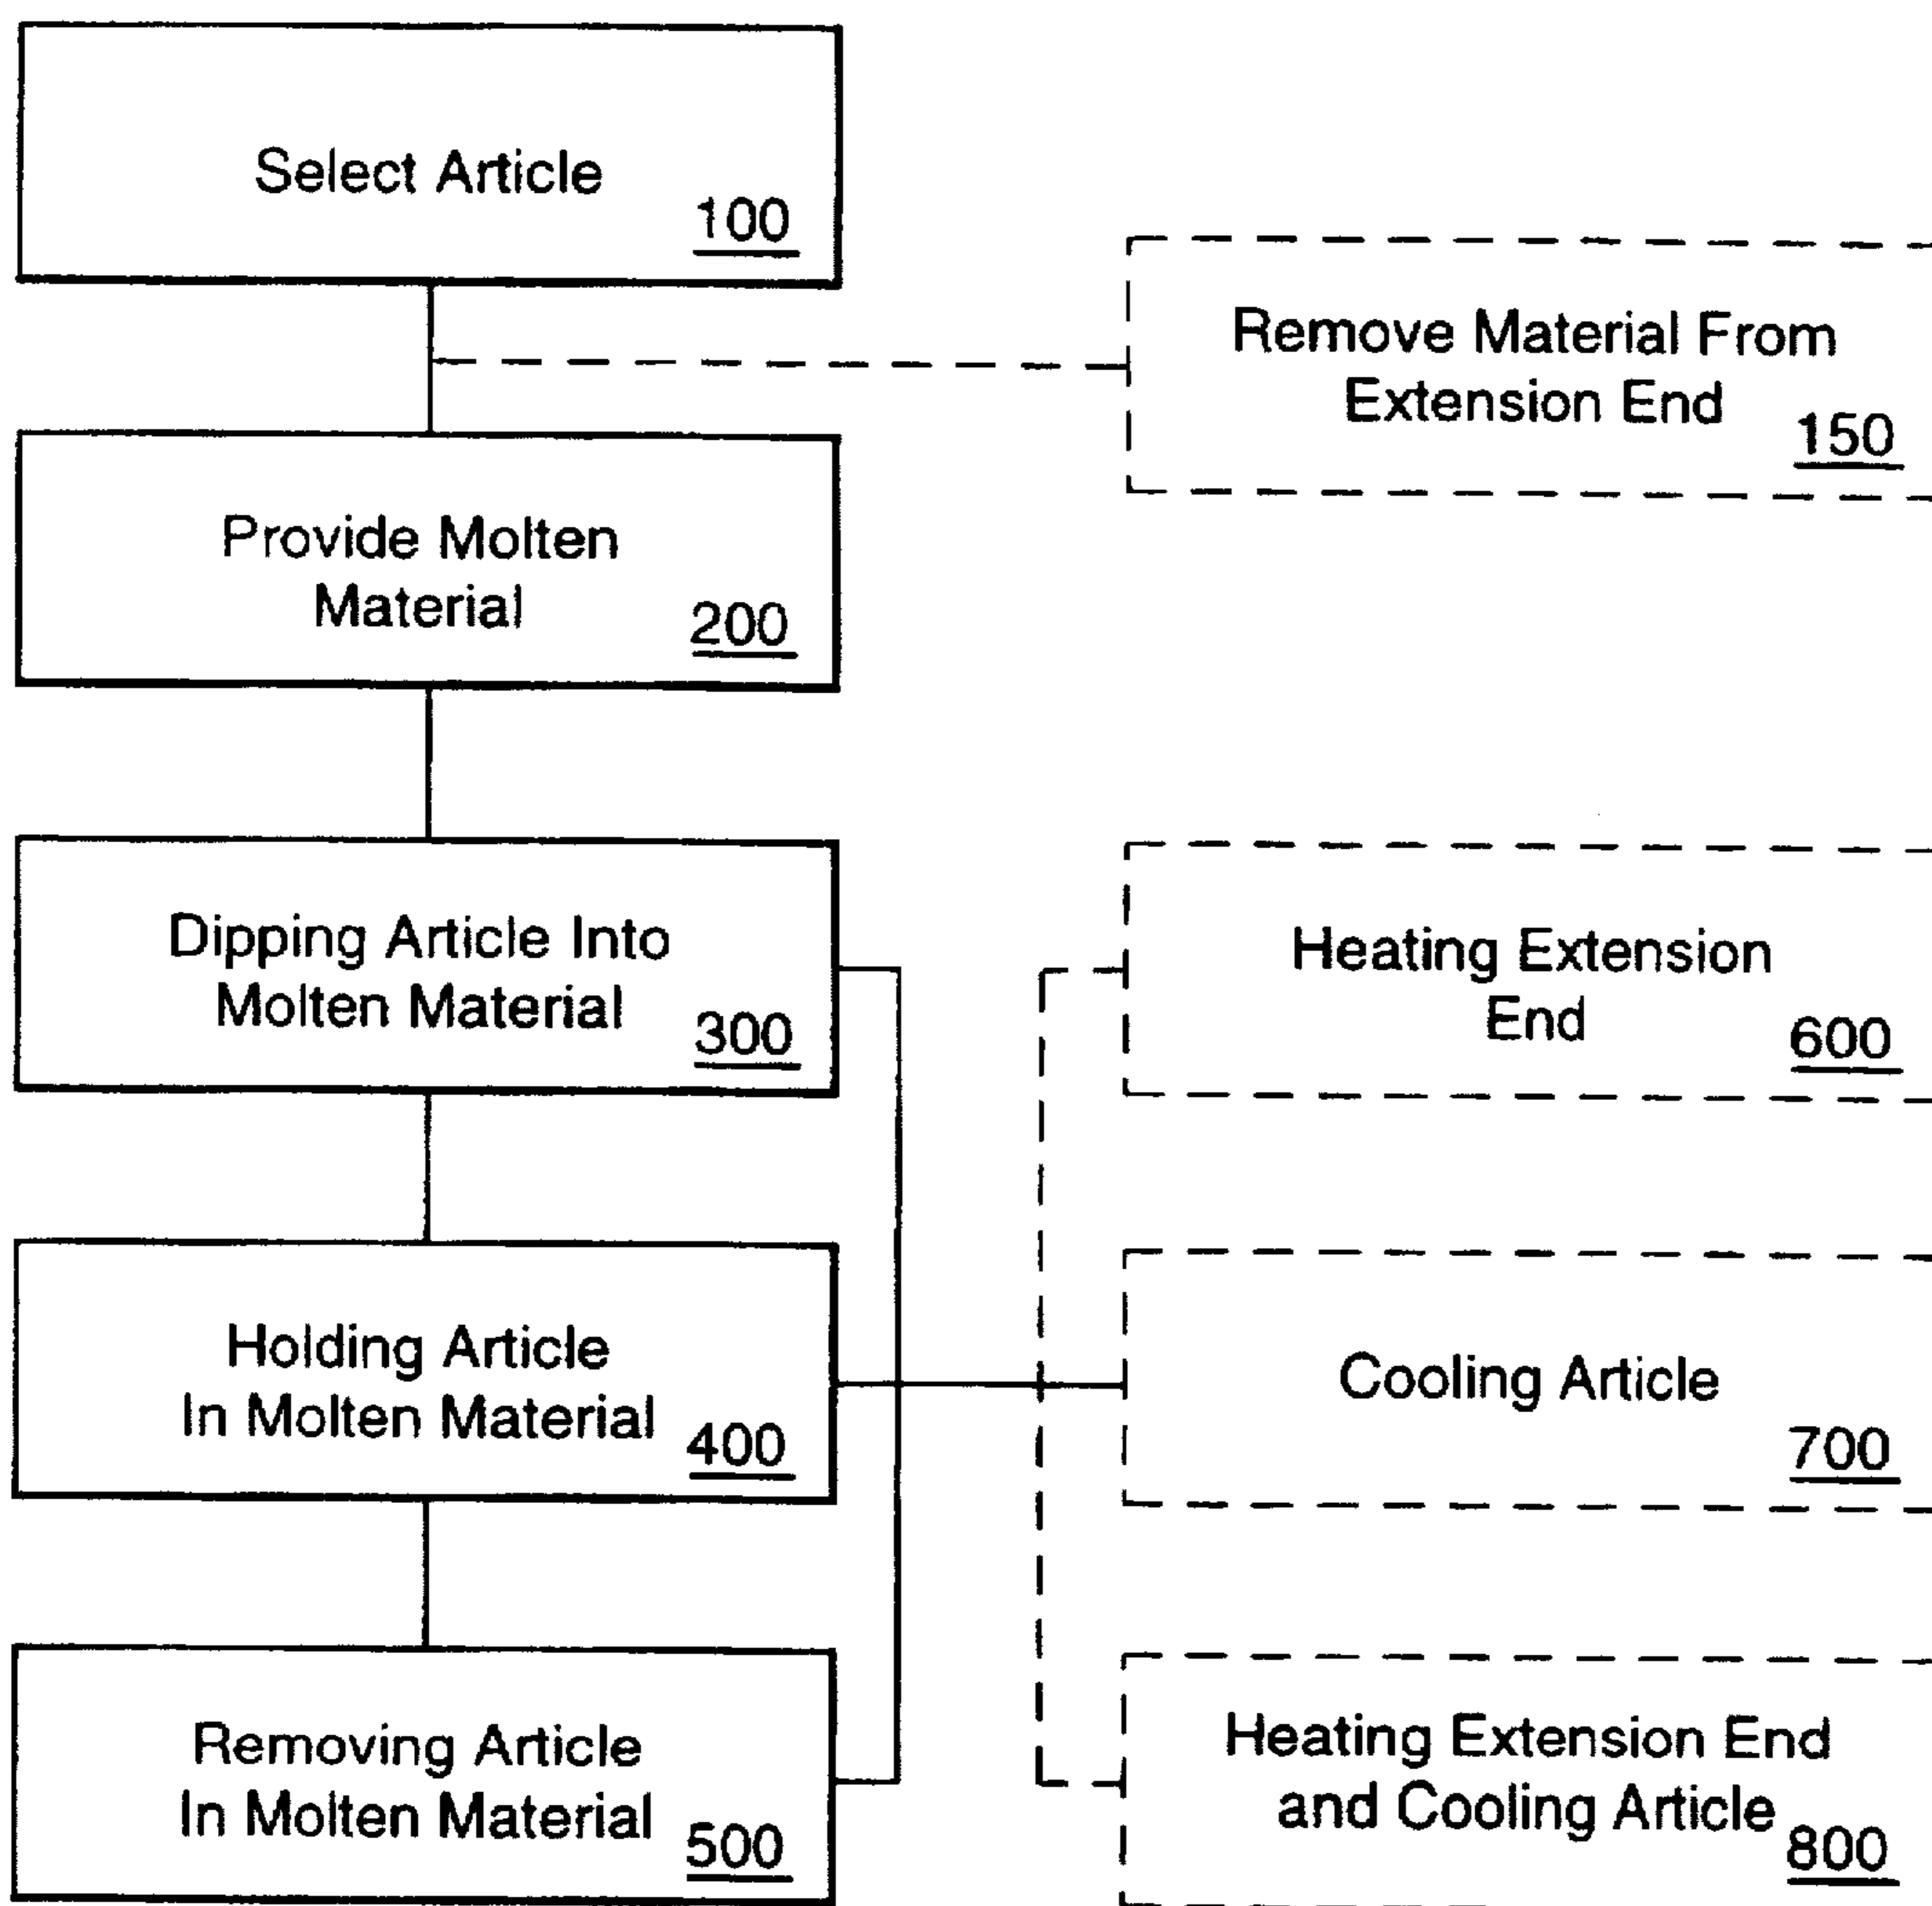 Select Article
100
Remove Material From
Extension End
150
Provide Molten
Material
200
Dipping Article Into
Molten Material
300
Heating Extension
End
600
Holding Article
In Molten Material
400
Cooling Article
700
Removing Article
In Molten Material
500
Heating Extension End
and Cooling Article
800